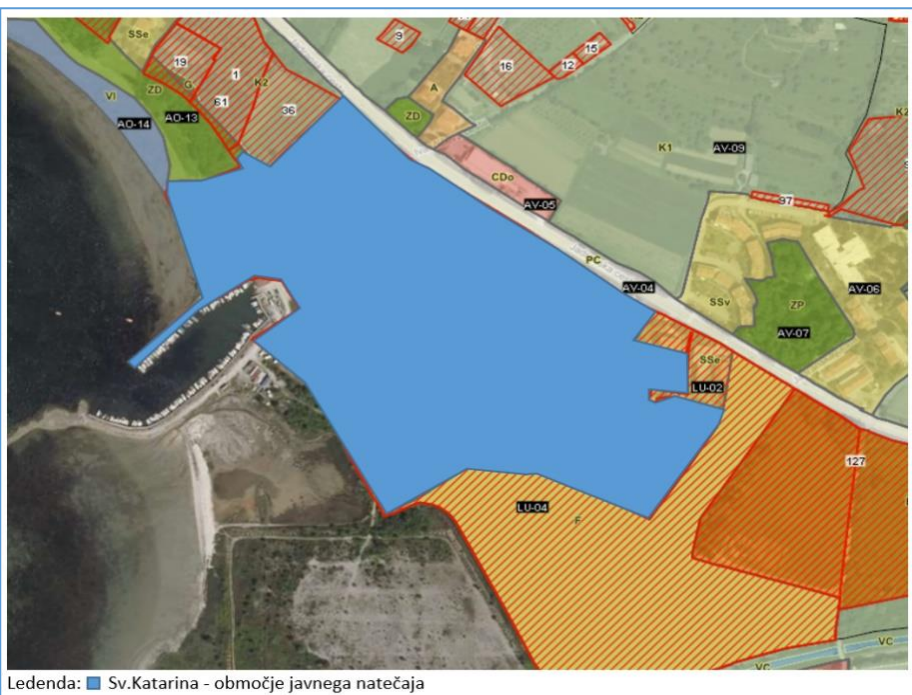 SSe
9
15
19
1
16
12
VI
ZD
G
K2
A
61
36
AO-14
AO-13
ZD
K1
AV-09
CDo
97
AV-05
PC
AV-04
SSv
ZP
AV-06
AV-07
SSe
LU-02
127
LU-04
F
VC
VC
Ledenda: Sv.Katarina - območje javnega natečaja